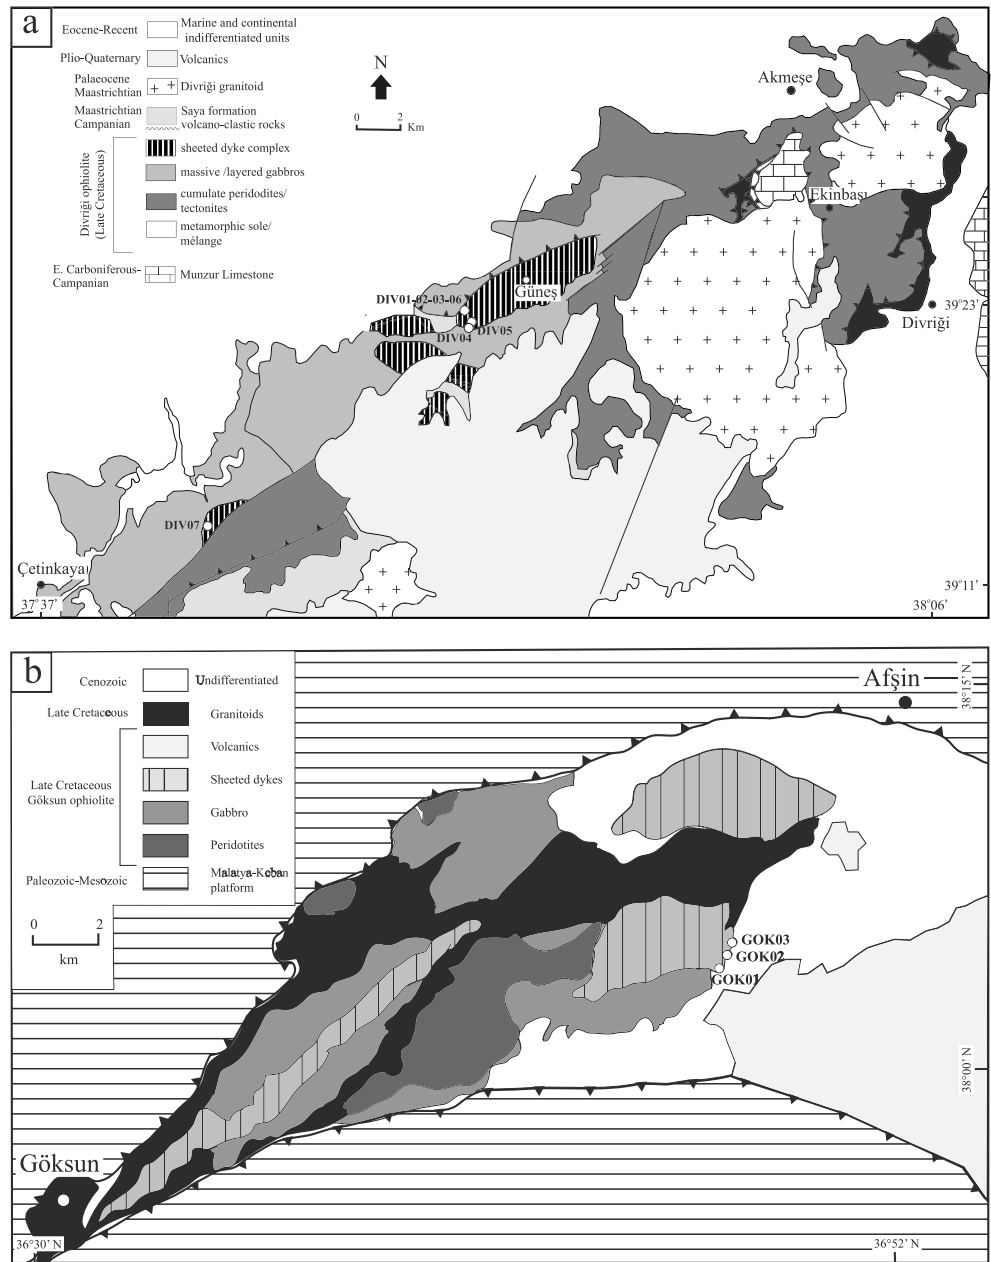 a
Eocene-Recent
Marine and continental
indifferentiated units
Plio-Quaternary
Volcanics
Palaeocene
Maastrichtian
Divriği granitoid
Maastrichtian
Campanian
Saya formation
volcano-clastic rocks
Divriği ophiolite
(Late Cretaceous)
sheeted dyke complex
massive /layered gabbros
cumulate peridodites/
tectonites
metamorphic sole/
mélange
E. Carboniferous-
Campanian
Munzur Limestone
N
0 2
Km
Akmeşe
Ekinbaşı
Güneş
DIV01-02-03-06
DIV04
DIV05
39°23'
Divriği
DIV07
Çetinkaya
37°37'
39°11'
38°06'
b
Cenozoic
Undifferentiated
Late Cretaceous
Granitoids
Volcanics
Sheeted dykes
Late Cretaceous
Göksun ophiolite
Gabbro
Peridotites
Paleozoic-Mesozoic
Malatya-Keban
platform
0 2
km
Afşin
38°15' N
GOK03
GOK02
GOK01
38°00' N
Göksun
36°30' N
36°52' N